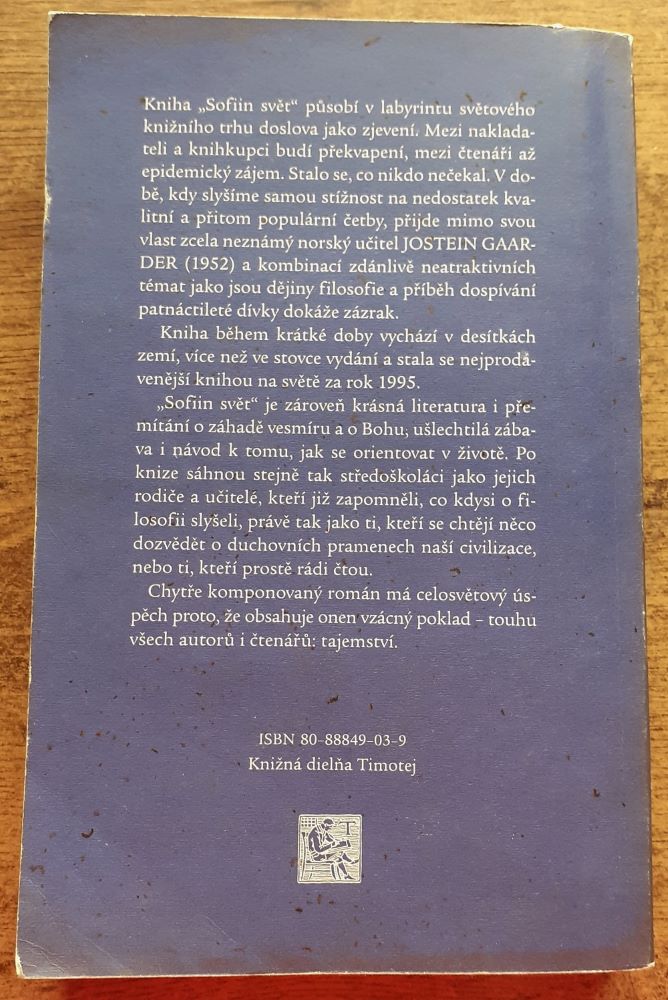 Kniha „Sofiin svět“ působí v labyrintu světového
knižního trhu doslova jako zjevení. Mezi naklada-
teli a knihkupci budí překvapení, mezi čtenáři až
epidemický zájem. Stalo se, co nikdo nečekal. V do-
bě, kdy slyšíme samou stížnost na nedostatek kva-
litní a přitom populární četby, přijde mimo svou
vlast zcela neznámý norský učitel JOSTEIN GAAR-
DER (1952) a kombinací zdánlivě neatraktivních
témat jako jsou dějiny filosofie a příběh dospívání
patnáctileté dívky dokáže zázrak.
Kniha během krátké doby vychází v desítkách
zemí, více než ve stovce vydání a stala se nejprodá-
vanější knihou na světě za rok 1995.
„Sofiin svět“ je zároveň krásná literatura i pře-
mítání o záhadě vesmíru a o Bohu, ušlechtilá zába-
va i návod k tomu, jak se orientovat v životě. Po
knize sáhnou stejně tak středoškoláci jako jejich
rodiče a učitelé, kteří již zapomněli, co kdysi o fi-
losofii slyšeli, právě tak jako ti, kteří se chtějí něco
dozvědět o duchovních pramenech naší civilizace,
nebo ti, kteří prostě rádi čtou.
Chytře komponovaný román má celosvětový ús-
pěch proto, že obsahuje onen vzácný poklad – touhu
všech autorů i čtenářů: tajemství.
ISBN 80-88849-03-9
Knižná dielňa Timotej
T